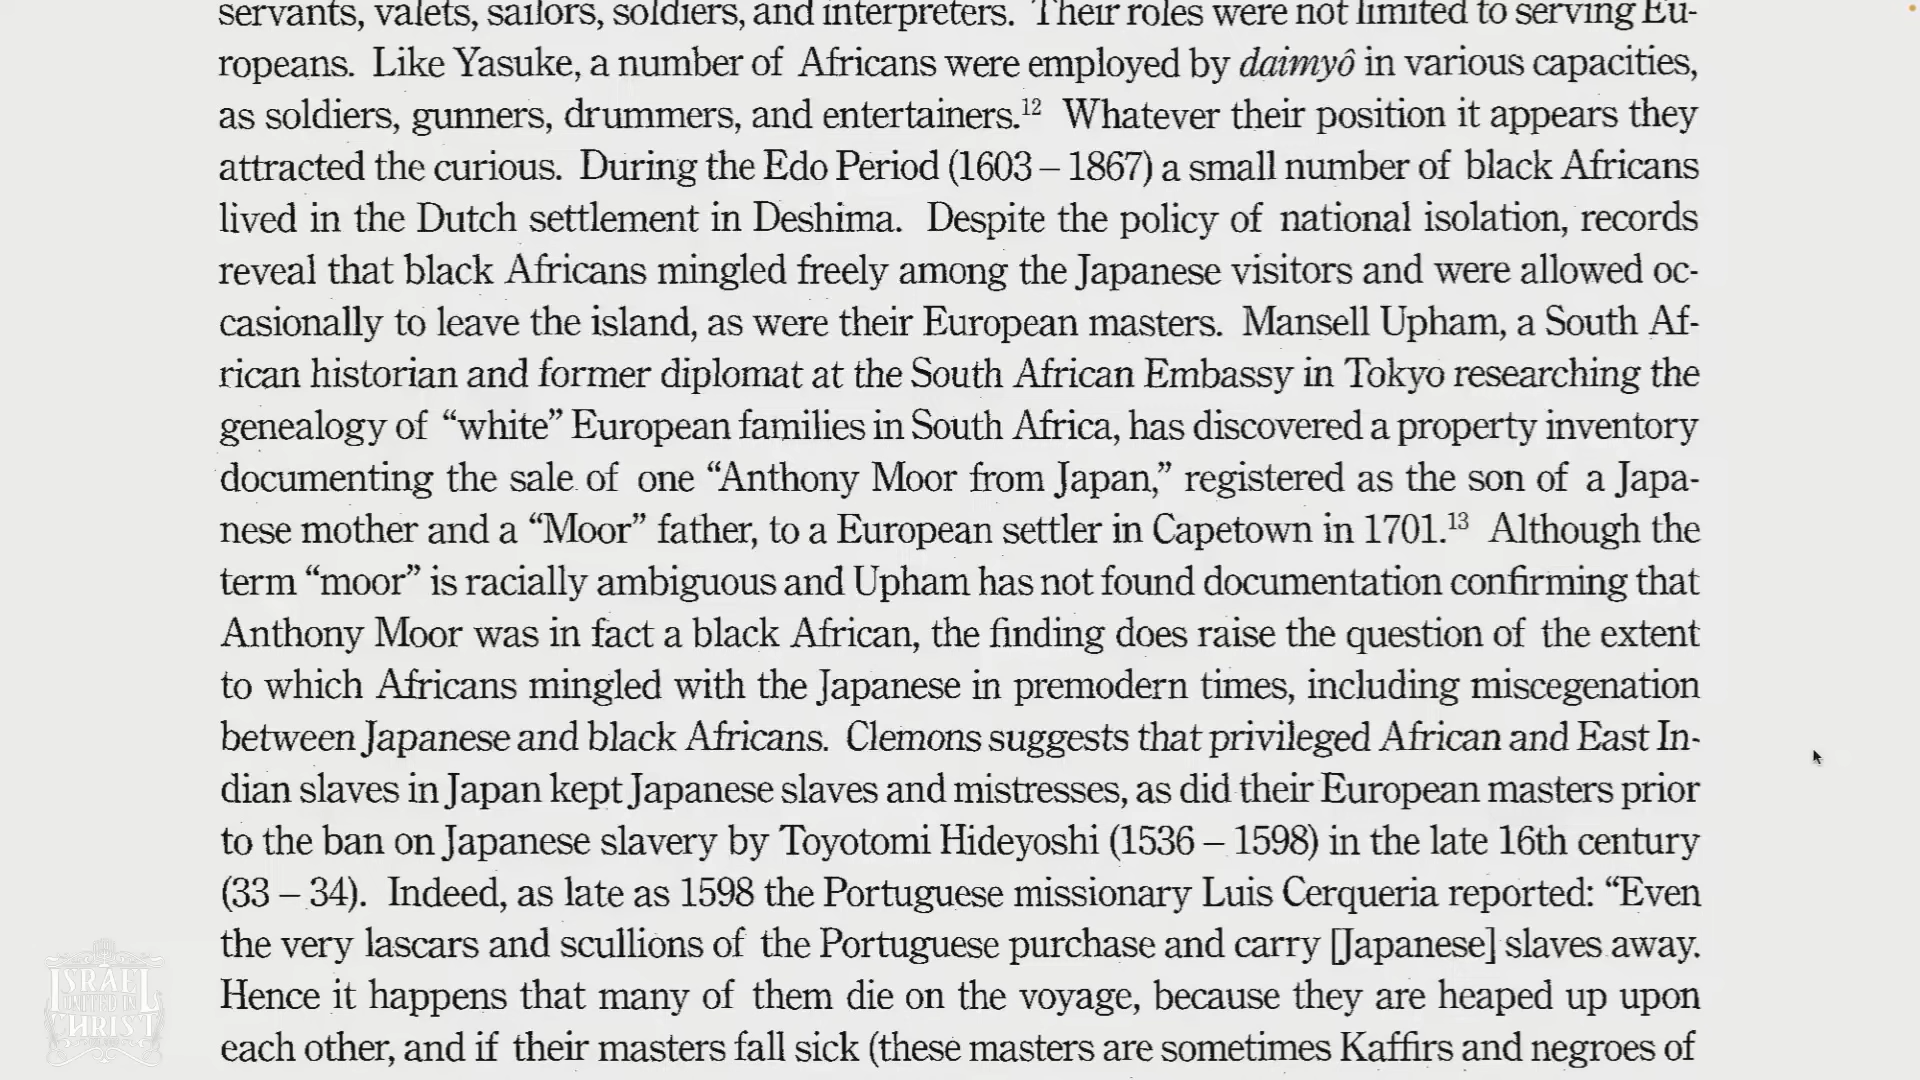 servants, valets, sailors, soldiers, and interpreters. Their roles were not limited to serving Eu-
ropeans. Like Yasuke, a number of Africans were employed by daimyô in various capacities,
as soldiers, gunners, drummers, and entertainers.¹² Whatever their position it appears they
attracted the curious. During the Edo Period (1603 – 1867) a small number of black Africans
lived in the Dutch settlement in Deshima. Despite the policy of national isolation, records
reveal that black Africans mingled freely among the Japanese visitors and were allowed oc-
casionally to leave the island, as were their European masters. Mansell Upham, a South Af-
rican historian and former diplomat at the South African Embassy in Tokyo researching the
genealogy of “white” European families in South Africa, has discovered a property inventory
documenting the sale of one “Anthony Moor from Japan,” registered as the son of a Japa-
nese mother and a “Moor” father, to a European settler in Capetown in 1701.¹³ Although the
term “moor” is racially ambiguous and Upham has not found documentation confirming that
Anthony Moor was in fact a black African, the finding does raise the question of the extent
to which Africans mingled with the Japanese in premodern times, including miscegenation
between Japanese and black Africans. Clemons suggests that privileged African and East In-
dian slaves in Japan kept Japanese slaves and mistresses, as did their European masters prior
to the ban on Japanese slavery by Toyotomi Hideyoshi (1536 – 1598) in the late 16th century
(33 – 34). Indeed, as late as 1598 the Portuguese missionary Luis Cerqueria reported: “Even
the very lascars and scullions of the Portuguese purchase and carry [Japanese] slaves away.
Hence it happens that many of them die on the voyage, because they are heaped up upon
each other, and if their masters fall sick (these masters are sometimes Kaffirs and negroes of
ISRAEL
UNITED IN
CHRIST